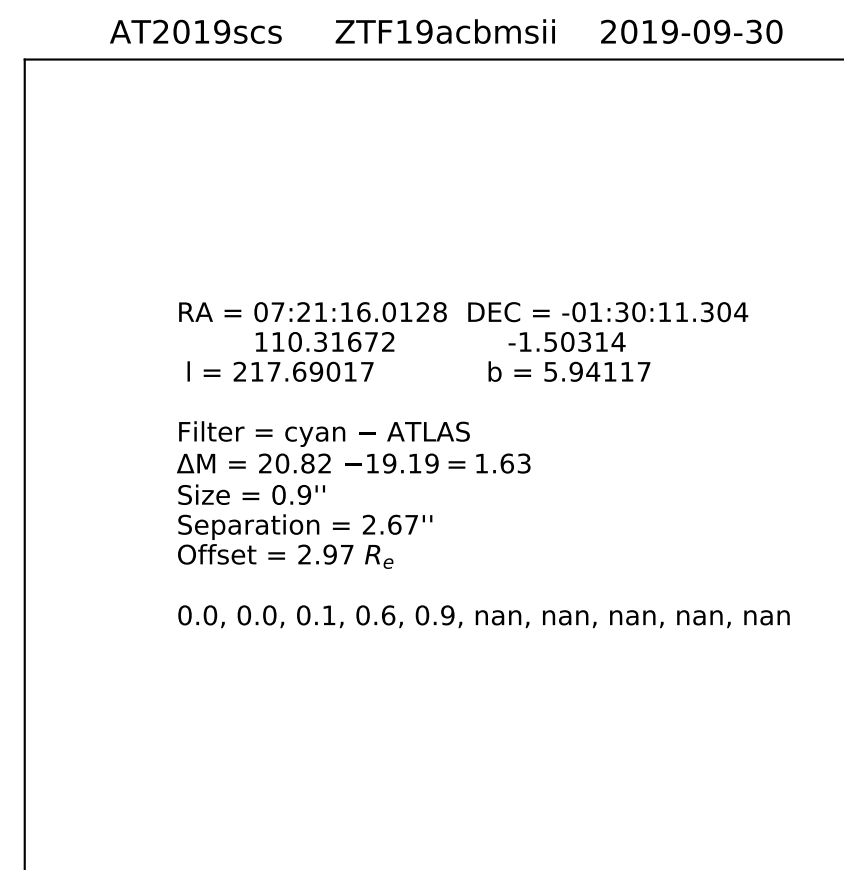 AT2019scs ZTF19acbmsii 2019-09-30
RA = 07:21:16.0128 DEC = -01:30:11.304
110.31672 -1.50314
l = 217.69017 b = 5.94117
Filter = cyan − ATLAS
ΔM = 20.82 −19.19 = 1.63
Size = 0.9''
Separation = 2.67''
Offset = 2.97 Rₑ
0.0, 0.0, 0.1, 0.6, 0.9, nan, nan, nan, nan, nan